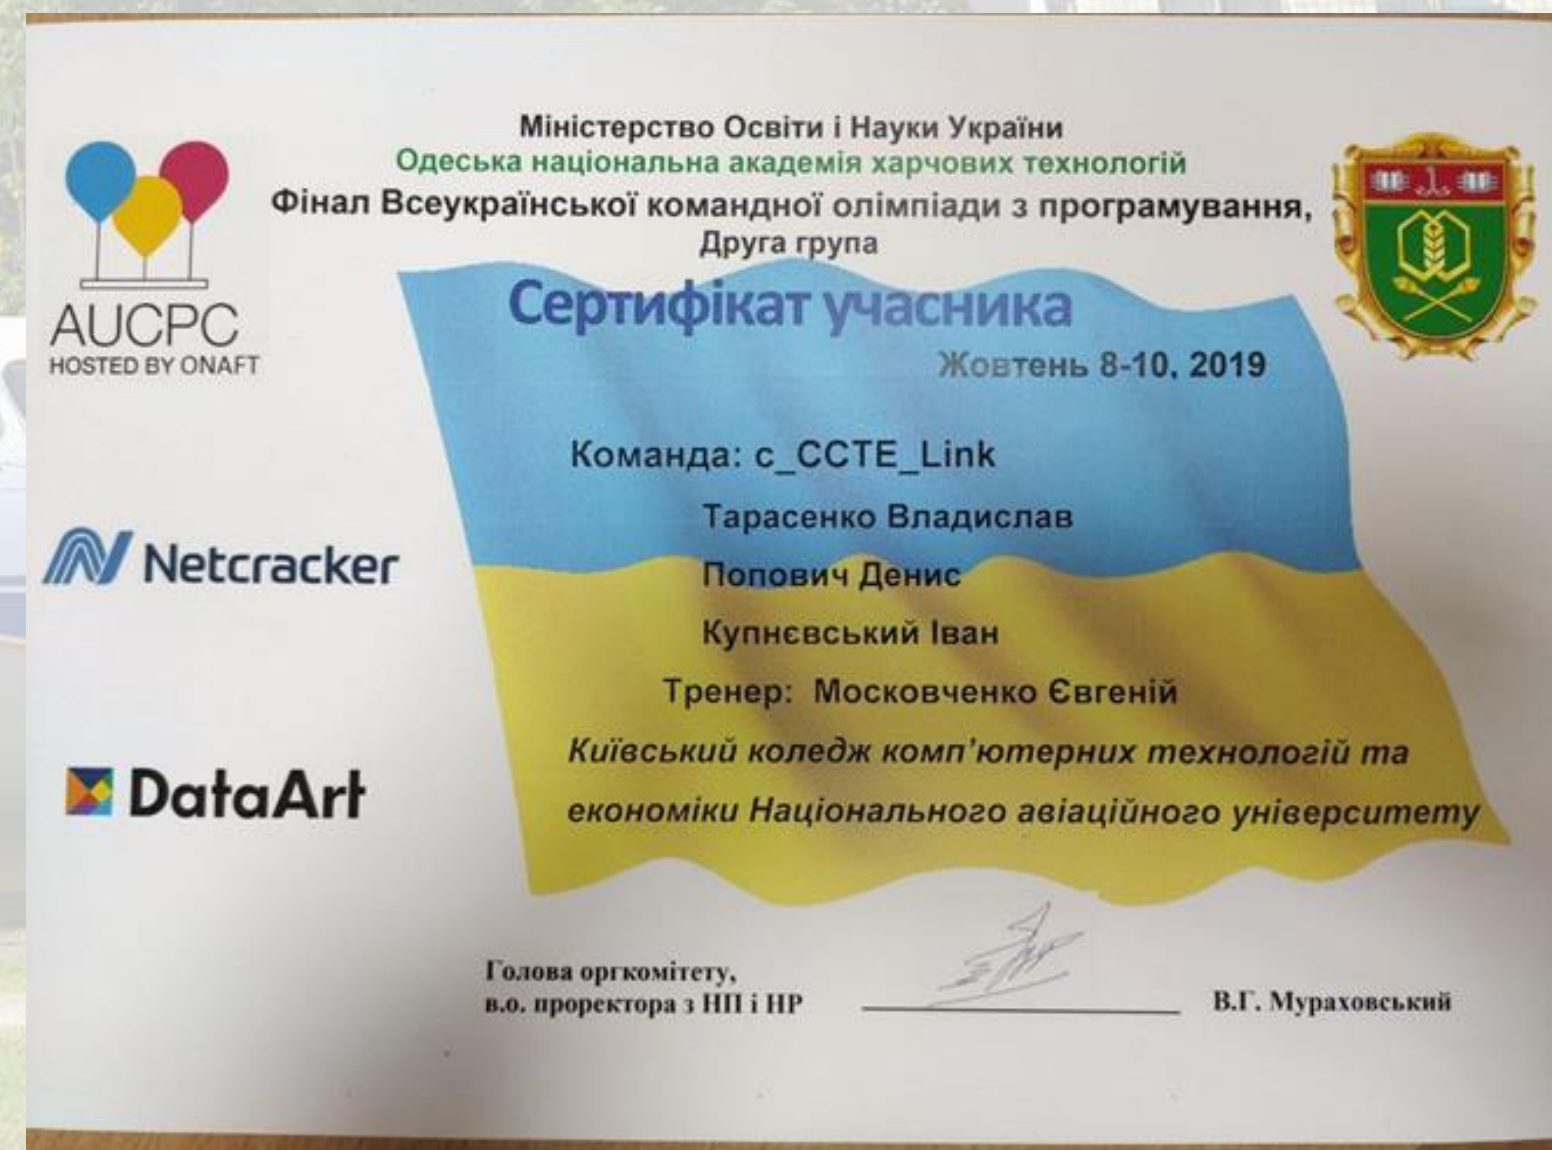 Міністерство Освіти і Науки України
Одеська національна академія харчових технологій
Фінал Всеукраїнської командної олімпіади з програмування,
Друга група
AUCPC
HOSTED BY ONAFT
Сертифікат учасника
Жовтень 8-10, 2019
Команда: c_CCTE_Link
Тарасенко Владислав
Попович Денис
Купнєвський Іван
Тренер: Московченко Євгеній
Київський коледж комп'ютерних технологій та
економіки Національного авіаційного університету
Netcracker
DataArt
Голова оргкомітету,
в.о. проректора з НП і НР
В.Г. Мураховський